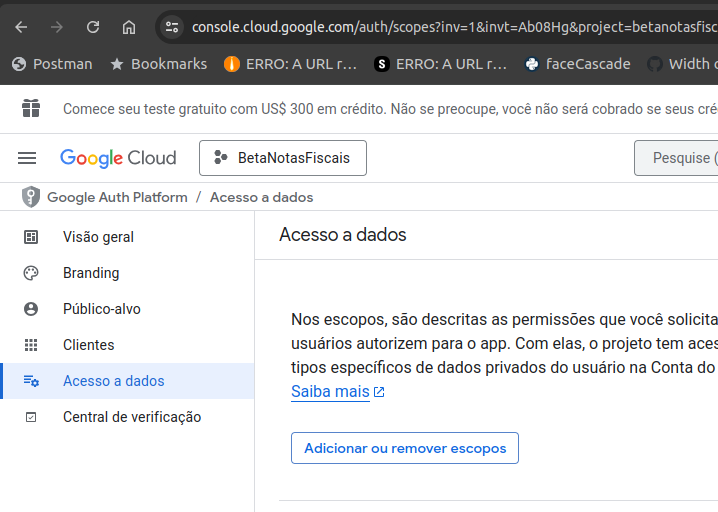 console.cloud.google.com/auth/scopes?inv=1&invt=Ab08Hg&project=betanotasfisc
Postman Bookmarks ERRO: A URL r… ERRO: A URL r… faceCascade Width
Comece seu teste gratuito com US$ 300 em crédito. Não se preocupe, você não será cobrado se seus cré
Google Cloud BetaNotasFiscais Pesquise (
Google Auth Platform / Acesso a dados
Visão geral
Branding
Público-alvo
Clientes
Acesso a dados
Central de verificação
Acesso a dados
Nos escopos, são descritas as permissões que você solicita
usuários autorizem para o app. Com elas, o projeto tem aces
tipos específicos de dados privados do usuário na Conta do
Saiba mais
Adicionar ou remover escopos